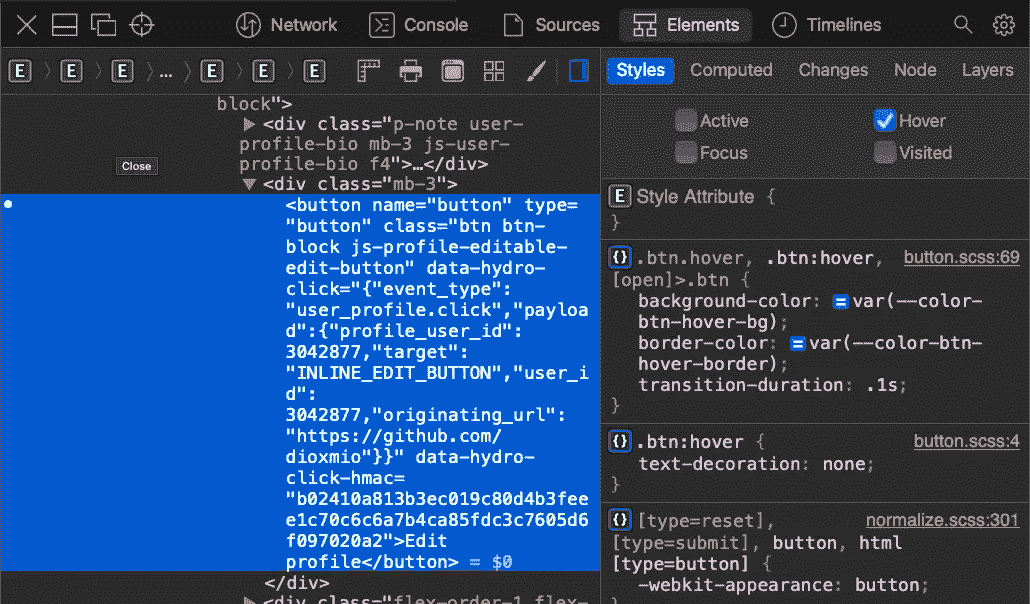 Network Console Sources Elements Timelines
E E E … E E E
Styles Computed Changes Node Layers
block">
<div class="p-note user-
profile-bio mb-3 js-user-
profile-bio f4">…</div>
Close
<div class="mb-3">
<button name="button" type=
"button" class="btn btn-
block js-profile-editable-
edit-button" data-hydro-
click="{"event_type":
"user_profile.click","payloa
d":{"profile_user_id":
3042877,"target":
"INLINE_EDIT_BUTTON","user_i
d":
3042877,"originating_url":
"https://github.com/
dioxmio"}}" data-hydro-
click-hmac=
"b02410a813b3ec019c80d4b3fee
e1c70c6c6a7b4ca85fdc3c7605d6
f097020a2">Edit
profile</button> = $0
</div>
<div class="flex-order-1 flex-
Active Hover
Focus Visited
E Style Attribute {
}
{} .btn.hover, .btn:hover, button.scss:69
[open]>.btn {
background-color: = var(--color-
btn-hover-bg);
border-color: = var(--color-btn-
hover-border);
transition-duration: .1s;
}
{} .btn:hover { button.scss:4
text-decoration: none;
}
{} [type=reset], normalize.scss:301
[type=submit], button, html
[type=button] {
-webkit-appearance: button;
}